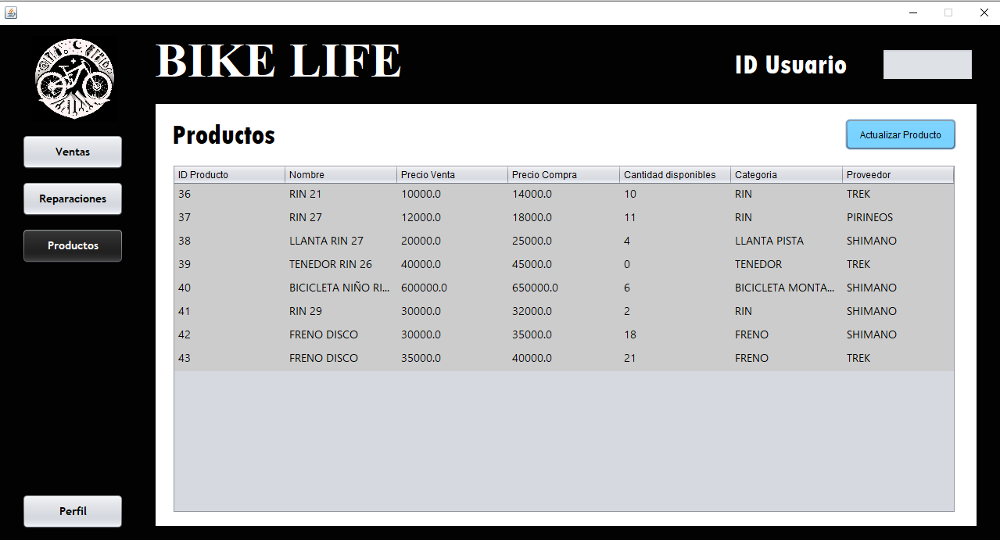 BIKE LIFE
ID Usuario
Productos
Actualizar Producto
Ventas
Reparaciones
Productos
Perfil
ID Producto Nombre Precio Venta Precio Compra Cantidad disponibles Categoria Proveedor
36 RIN 21 10000.0 14000.0 10 RIN TREK
37 RIN 27 12000.0 18000.0 11 RIN PIRINEOS
38 LLANTA RIN 27 20000.0 25000.0 4 LLANTA PISTA SHIMANO
39 TENEDOR RIN 26 40000.0 45000.0 0 TENEDOR TREK
40 BICICLETA NIÑO RI... 600000.0 650000.0 6 BICICLETA MONTA... SHIMANO
41 RIN 29 30000.0 32000.0 2 RIN SHIMANO
42 FRENO DISCO 30000.0 35000.0 18 FRENO SHIMANO
43 FRENO DISCO 35000.0 40000.0 21 FRENO TREK